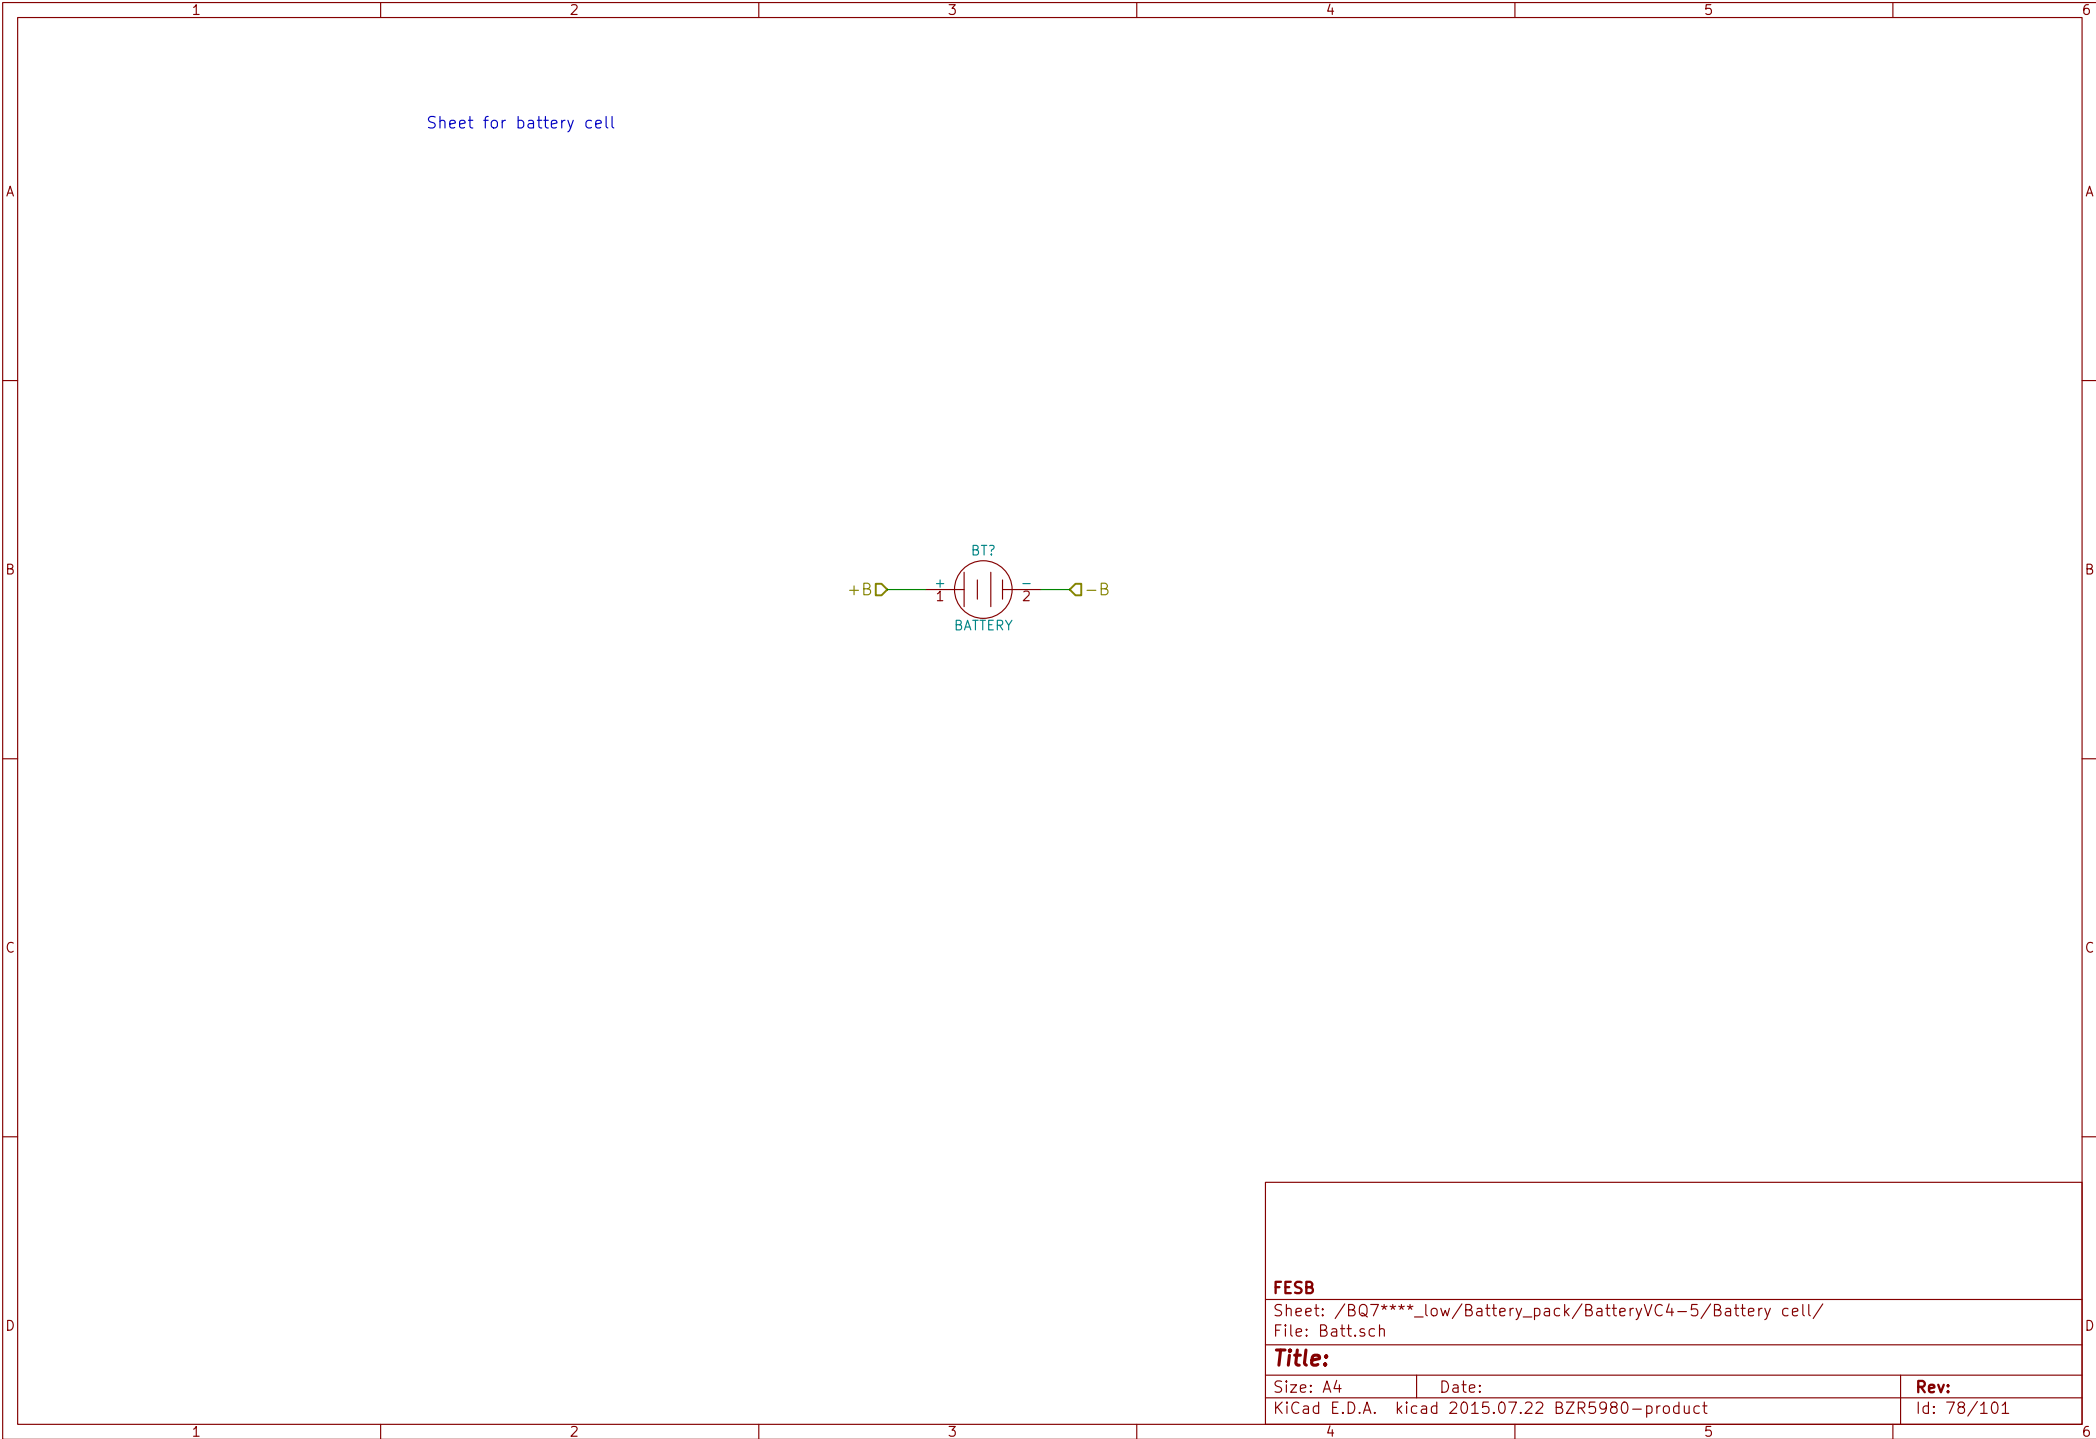 1 2 3 4 5 6
Sheet for battery cell
A A
BT?
B B
+B + - -B
1 2
BATTERY
C C
FESB
Sheet: /BQ7****_low/Battery_pack/BatteryVC4-5/Battery cell/
File: Batt.sch
D D
Title:
Size: A4 Date: Rev:
KiCad E.D.A. kicad 2015.07.22 BZR5980-product Id: 78/101
1 2 3 4 5 6